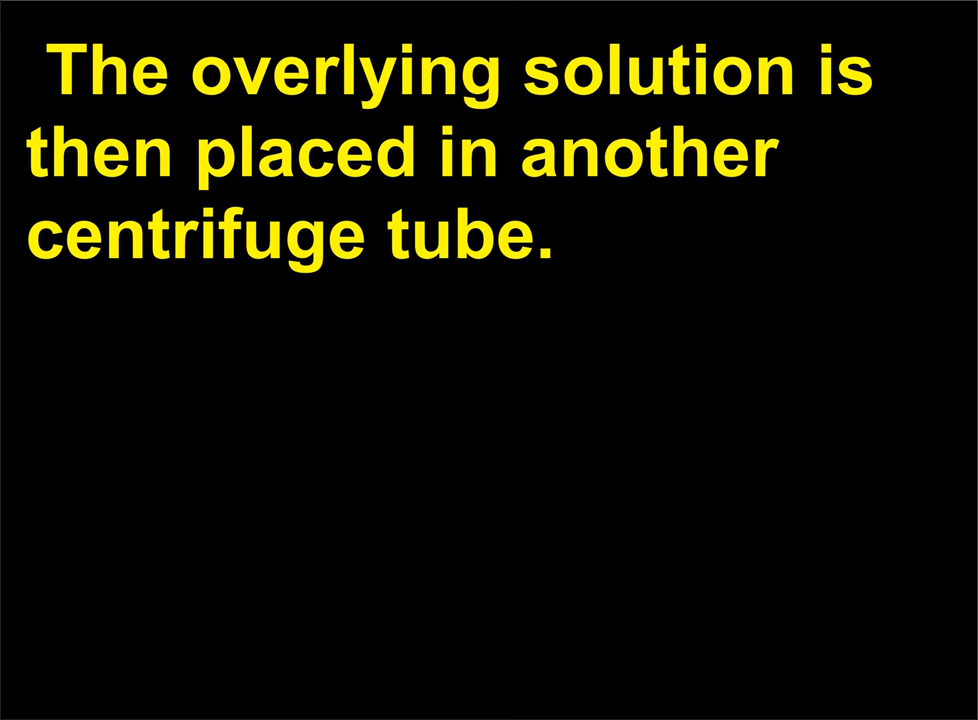 The overlying solution is
then placed in another
centrifuge tube.